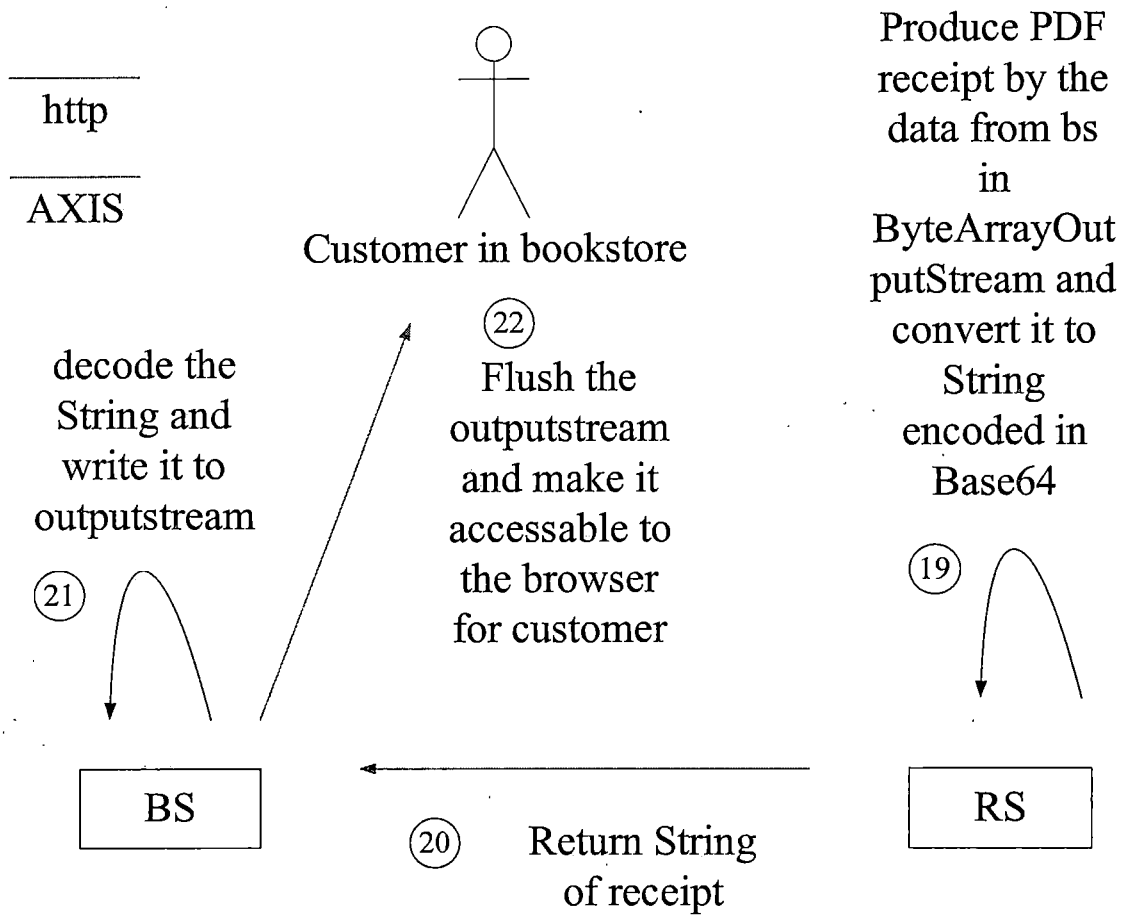 http
AXIS
Customer in bookstore
Produce PDF
receipt by the
data from bs
in
ByteArrayOut
putStream and
convert it to
String
encoded in
Base64
19
22
Flush the
outputstream
and make it
accessable to
the browser
for customer
decode the
String and
write it to
outputstream
21
BS
20
Return String
of receipt
RS